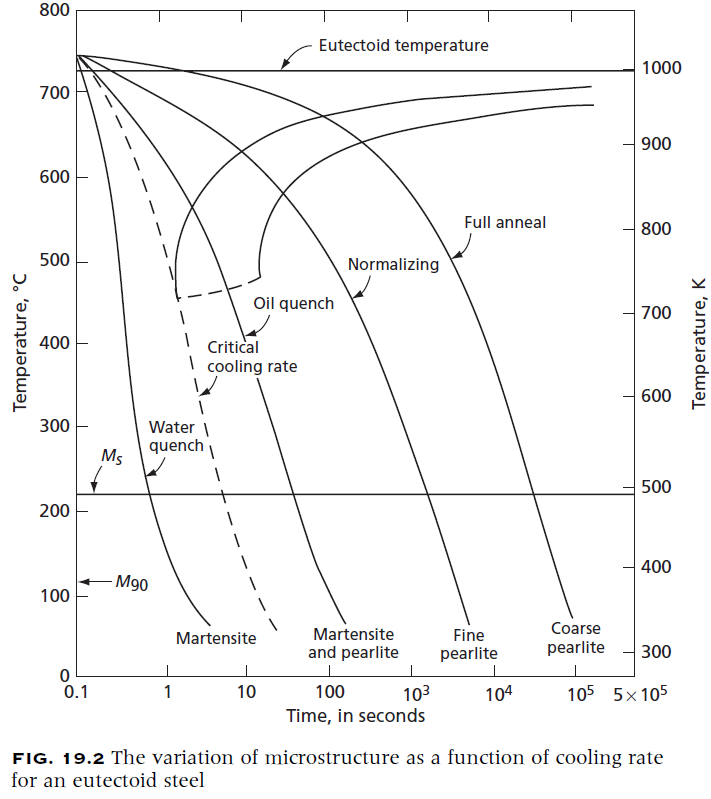 800
700
600
500
400
300
200
100
0
Temperature, °C
Eutectoid temperature
1000
900
800
700
600
500
400
300
Temperature, K
Full anneal
Normalizing
Oil quench
Critical
cooling rate
Water
quench
Ms
M90
Martensite
Martensite
and pearlite
Fine
pearlite
Coarse
pearlite
0.1 1 10 100 10³ 10⁴ 10⁵ 5×10⁵
Time, in seconds
FIG. 19.2 The variation of microstructure as a function of cooling rate
for an eutectoid steel